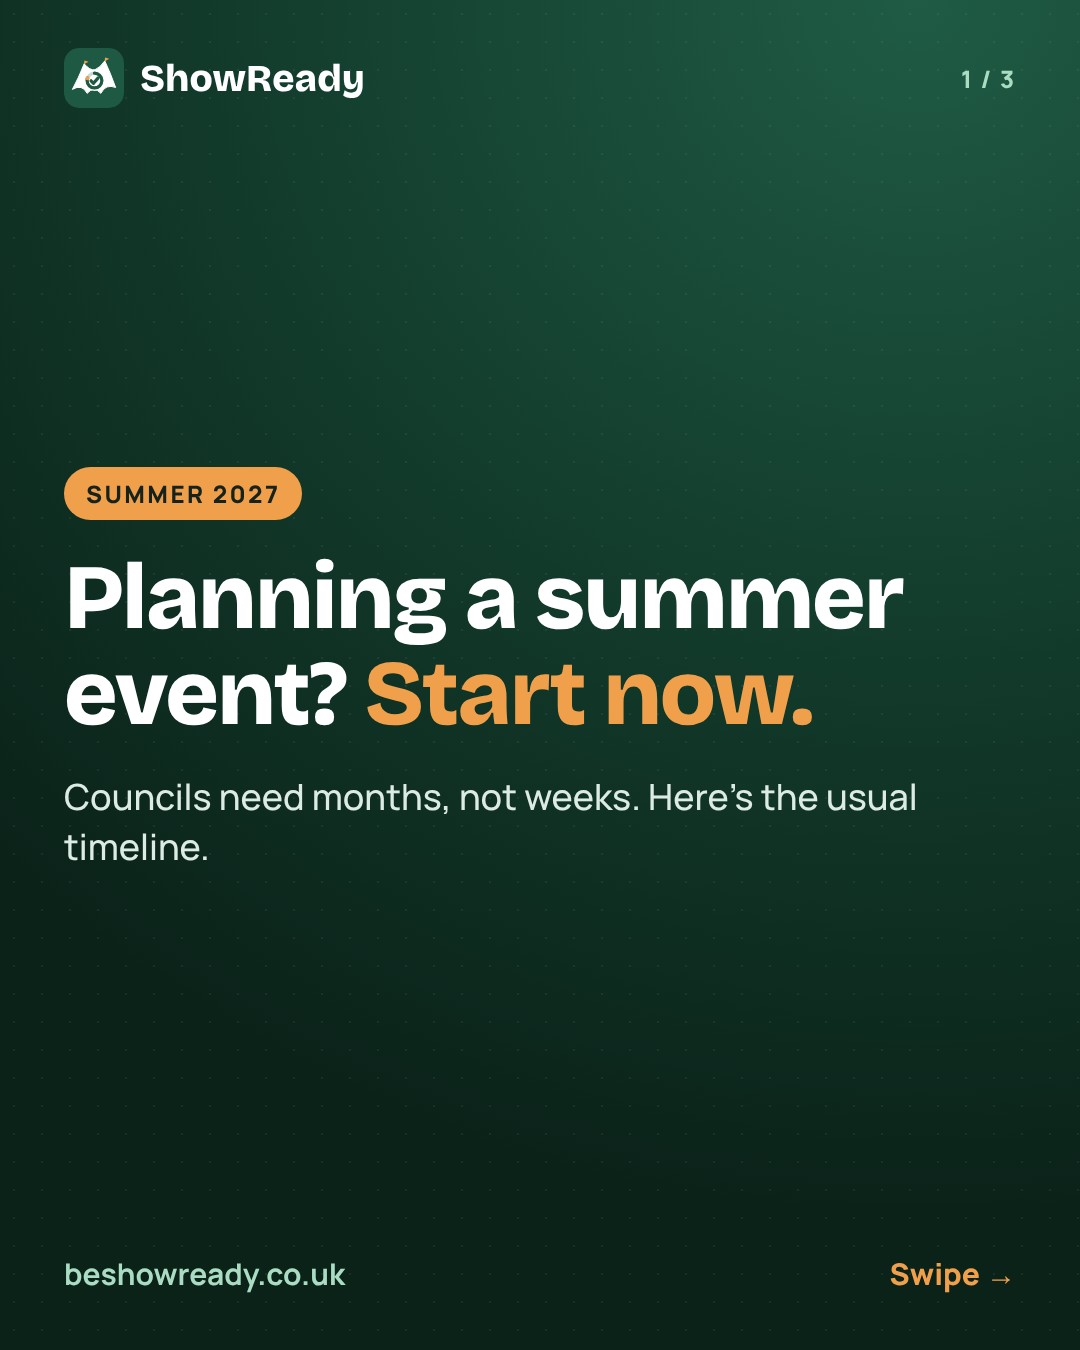 ShowReady
1 / 3
SUMMER 2027
Planning a summer
event? Start now.
Councils need months, not weeks. Here’s the usual
timeline.
beshowready.co.uk
Swipe →